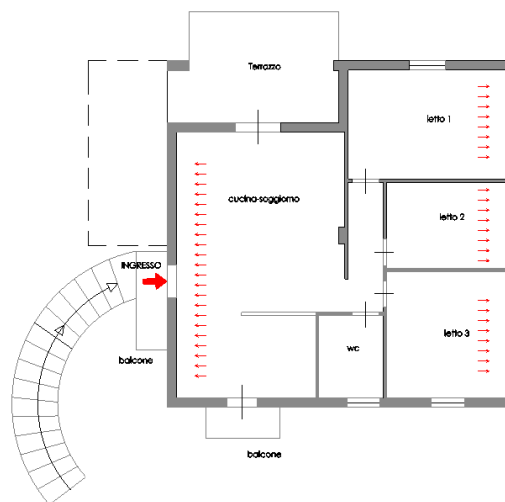 Terrazzo
letto 1
cucina-soggiorno
letto 2
INGRESSO
letto 3
wc
balcone
balcone